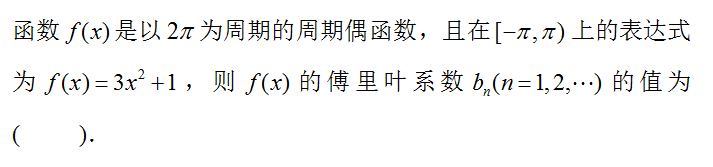 函数 f(x)是以 2π 为周期的周期偶函数，且在[−π,π) 上的表达式
为 f(x)=3x²+1，则 f(x) 的傅里叶系数 bₙ(n=1,2,⋯) 的值为
(      ).